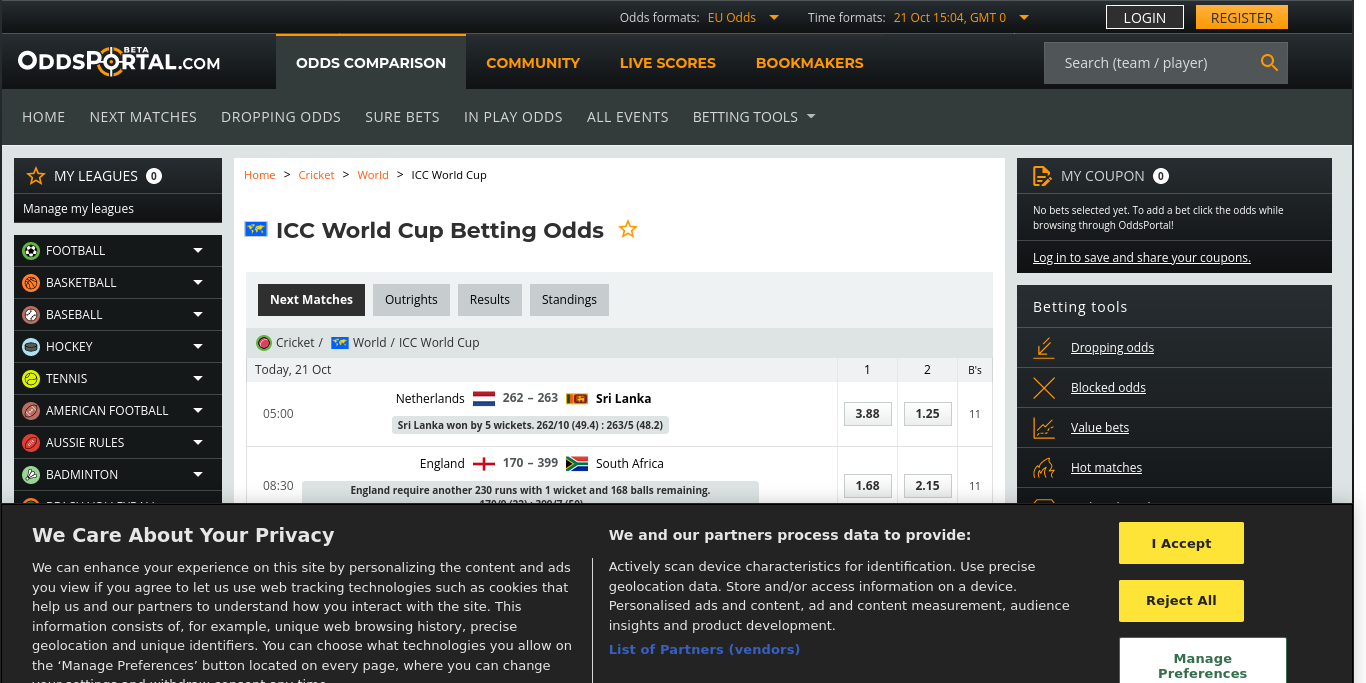 Odds formats: EU Odds Time formats: 21 Oct 15:04, GMT 0 LOGIN REGISTER
ODDSPORTAL.COM BETA
ODDS COMPARISON COMMUNITY LIVE SCORES BOOKMAKERS
Search (team / player)
HOME NEXT MATCHES DROPPING ODDS SURE BETS IN PLAY ODDS ALL EVENTS BETTING TOOLS
MY LEAGUES 0
Manage my leagues
FOOTBALL
BASKETBALL
BASEBALL
HOCKEY
TENNIS
AMERICAN FOOTBALL
AUSSIE RULES
BADMINTON
Home > Cricket > World > ICC World Cup
ICC World Cup Betting Odds
Next Matches Outrights Results Standings
Cricket / World / ICC World Cup
Today, 21 Oct 1 2 B's
05:00 Netherlands 262 – 263 Sri Lanka 3.88 1.25 11
Sri Lanka won by 5 wickets. 262/10 (49.4) : 263/5 (48.2)
08:30 England 170 – 399 South Africa 1.68 2.15 11
England require another 230 runs with 1 wicket and 168 balls remaining.
MY COUPON 0
No bets selected yet. To add a bet click the odds while
browsing through OddsPortal!
Log in to save and share your coupons.
Betting tools
Dropping odds
Blocked odds
Value bets
Hot matches
We Care About Your Privacy
We can enhance your experience on this site by personalizing the content and ads
you view if you agree to let us use web tracking technologies such as cookies that
help us and our partners to understand how you interact with the site. This
information consists of, for example, unique web browsing history, precise
geolocation and unique identifiers. You can choose what technologies you allow on
the ‘Manage Preferences’ button located on every page, where you can change
your settings and withdraw consent any time.
We and our partners process data to provide:
Actively scan device characteristics for identification. Use precise
geolocation data. Store and/or access information on a device.
Personalised ads and content, ad and content measurement, audience
insights and product development.
List of Partners (vendors)
I Accept
Reject All
Manage
Preferences